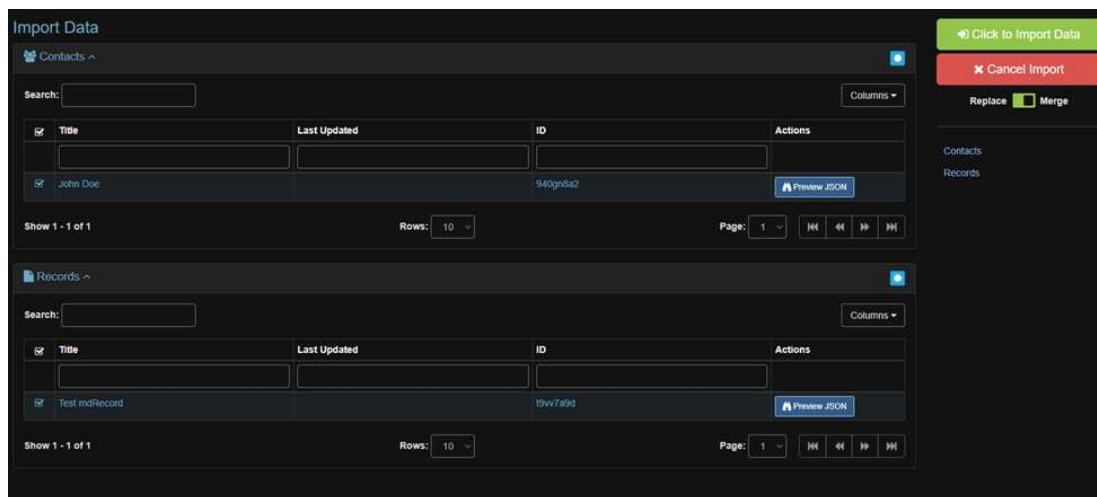 Import Data
Contacts
Search:
Columns
Title Last Updated ID Actions
John Doe 940gn8a2 Preview JSON
Show 1 - 1 of 1 Rows: 10 Page: 1
Records
Search:
Columns
Title Last Updated ID Actions
Test mdRecord t9vv7a9d Preview JSON
Show 1 - 1 of 1 Rows: 10 Page: 1
Click to Import Data
Cancel Import
Replace Merge
Contacts
Records